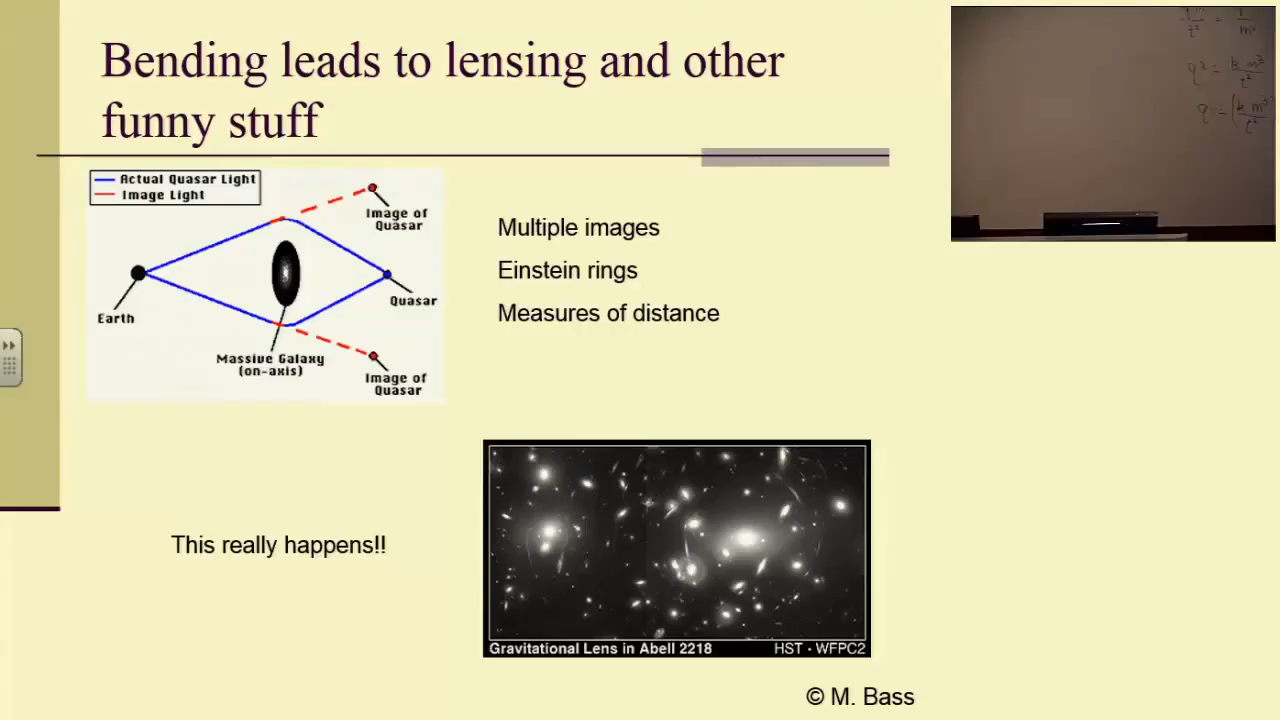 Bending leads to lensing and other
funny stuff
Actual Quasar Light
Image Light
Image of
Quasar
Quasar
Earth
Massive Galaxy
(on-axis)
Image of
Quasar
Multiple images
Einstein rings
Measures of distance
This really happens!!
Gravitational Lens in Abell 2218
HST - WFPC2
© M. Bass